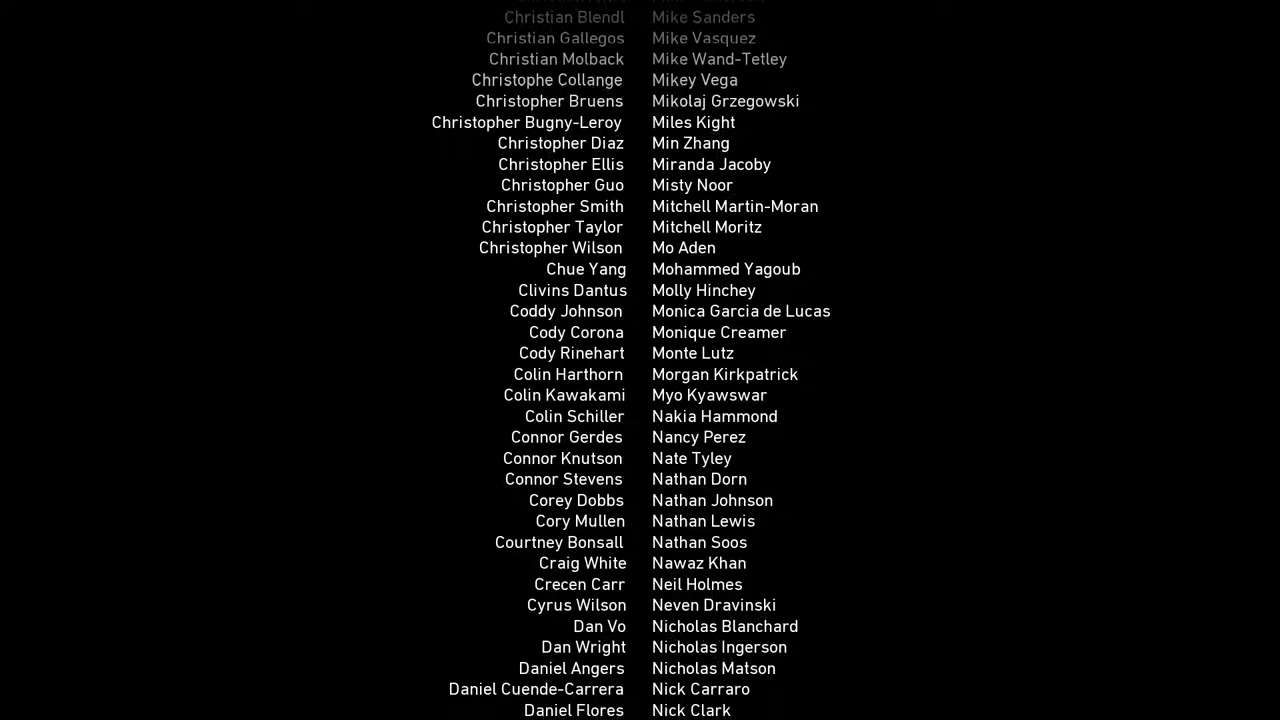 Christian Blendl Mike Sanders
Christian Gallegos Mike Vasquez
Christian Molback Mike Wand-Tetley
Christophe Collange Mikey Vega
Christopher Bruens Mikolaj Grzegowski
Christopher Bugny-Leroy Miles Kight
Christopher Diaz Min Zhang
Christopher Ellis Miranda Jacoby
Christopher Guo Misty Noor
Christopher Smith Mitchell Martin-Moran
Christopher Taylor Mitchell Moritz
Christopher Wilson Mo Aden
Chue Yang Mohammed Yagoub
Clivins Dantus Molly Hinchey
Coddy Johnson Monica Garcia de Lucas
Cody Corona Monique Creamer
Cody Rinehart Monte Lutz
Colin Harthorn Morgan Kirkpatrick
Colin Kawakami Myo Kyawswar
Colin Schiller Nakia Hammond
Connor Gerdes Nancy Perez
Connor Knutson Nate Tyley
Connor Stevens Nathan Dorn
Corey Dobbs Nathan Johnson
Cory Mullen Nathan Lewis
Courtney Bonsall Nathan Soos
Craig White Nawaz Khan
Crecen Carr Neil Holmes
Cyrus Wilson Neven Dravinski
Dan Vo Nicholas Blanchard
Dan Wright Nicholas Ingerson
Daniel Angers Nicholas Matson
Daniel Cuende-Carrera Nick Carraro
Daniel Flores Nick Clark